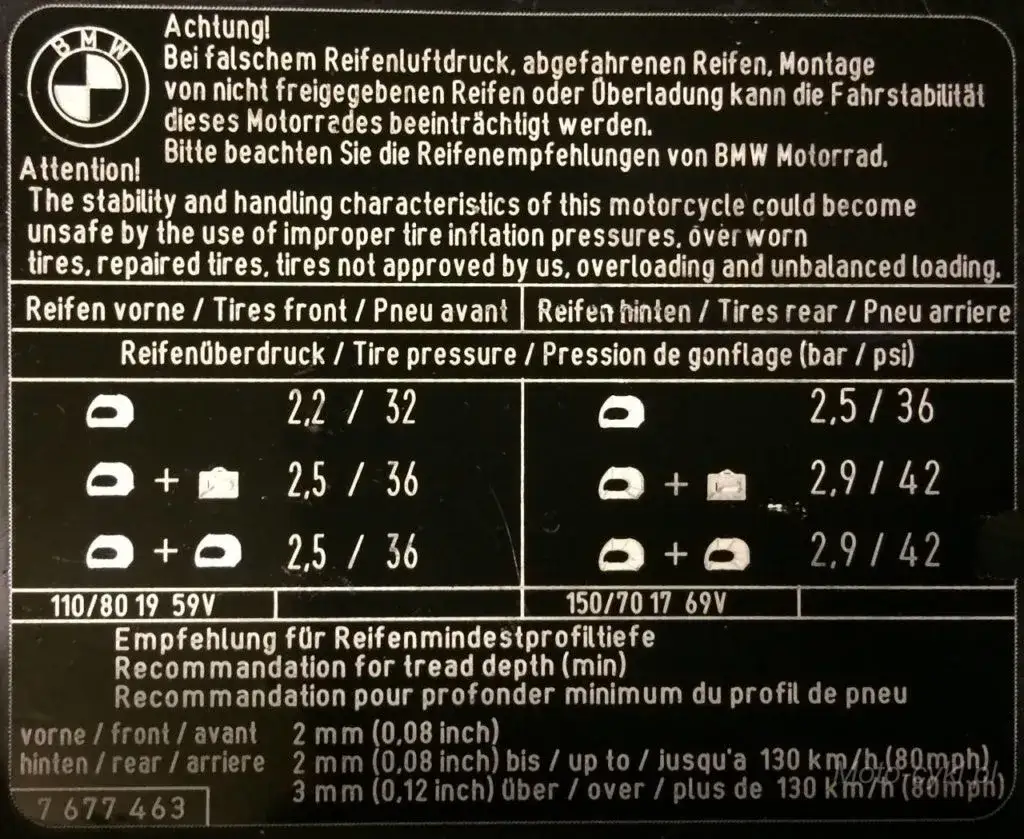 BMW
Achtung!
Bei falschem Reifenluftdruck, abgefahrenen Reifen, Montage
von nicht freigegebenen Reifen oder Überladung kann die Fahrstabilität
dieses Motorrades beeinträchtigt werden.
Bitte beachten Sie die Reifenempfehlungen von BMW Motorrad.
Attention!
The stability and handling characteristics of this motorcycle could become
unsafe by the use of improper tire inflation pressures, over worn
tires, repaired tires, tires not approved by us, overloading and unbalanced loading.
Reifen vorne / Tires front / Pneu avant Reifen hinten / Tires rear / Pneu arriere
Reifenüberdruck / Tire pressure / Pression de gonflage (bar / psi)
2,2 / 32 2,5 / 36
+ 2,5 / 36 + 2,9 / 42
+ 2,5 / 36 + 2,9 / 42
110/80 19 59V 150/70 17 69V
Empfehlung für Reifenmindestprofiltiefe
Recommandation for tread depth (min)
Recommandation pour profonder minimum du profil de pneu
vorne / front / avant 2 mm (0,08 inch)
hinten / rear / arriere 2 mm (0,08 inch) bis / up to / jusqu'a 130 km/h (80mph)
3 mm (0,12 inch) über / over / plus de 130 km/h (80mph)
7 677 463
Moto-cykl.pl